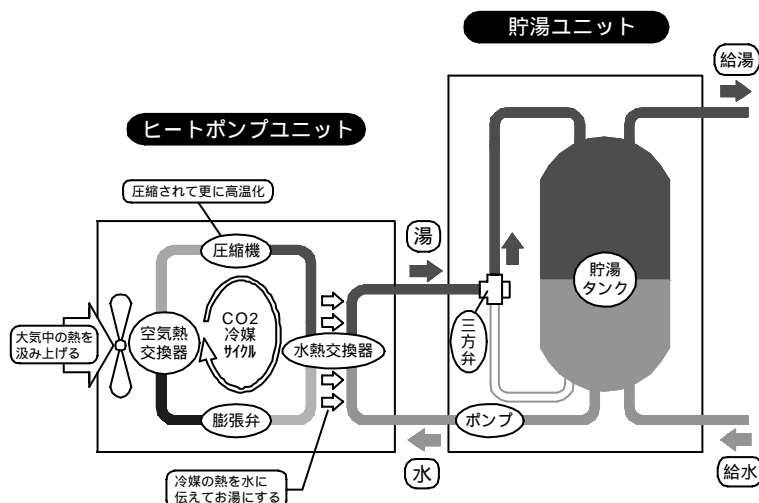 貯湯ユニット
給湯
ヒートポンプユニット
圧縮されて更に高温化
圧縮機
湯
貯湯
タンク
大気中の熱を
汲み上げる
空気熱
交換器
CO2
冷媒
サイクル
水熱交換器
三方弁
膨張弁
ポンプ
水
給水
冷媒の熱を水に
伝えてお湯にする